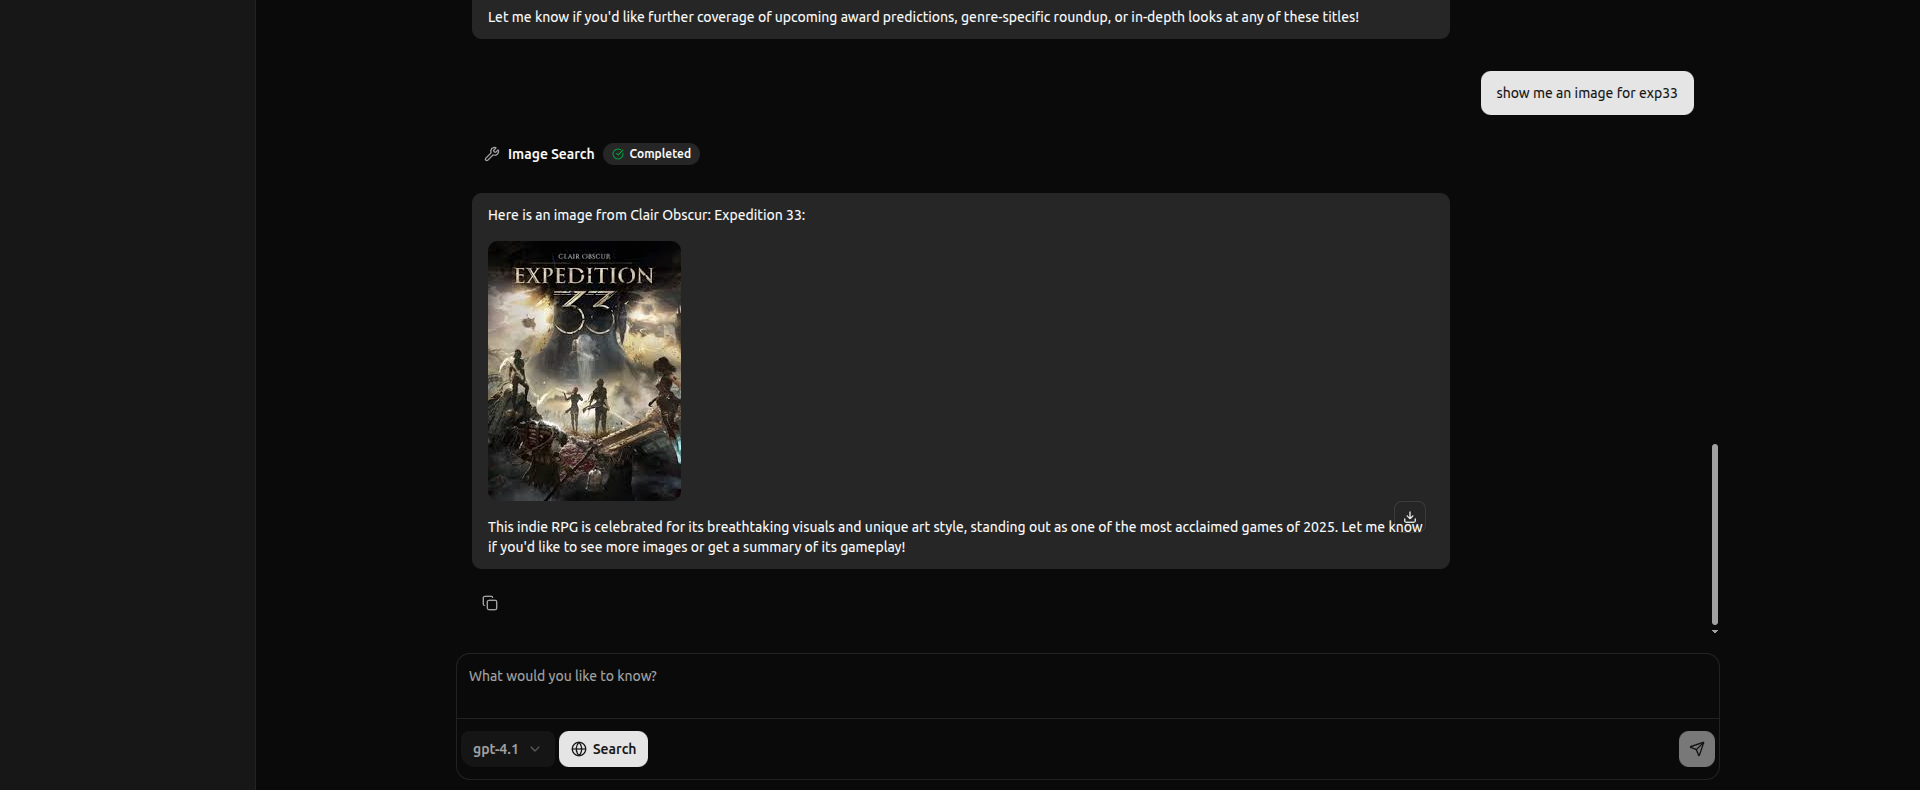 Let me know if you'd like further coverage of upcoming award predictions, genre-specific roundup, or in-depth looks at any of these titles!
show me an image for exp33
Image Search
Completed
Here is an image from Clair Obscur: Expedition 33:
CLAIR OBSCUR
EXPEDITION
33
This indie RPG is celebrated for its breathtaking visuals and unique art style, standing out as one of the most acclaimed games of 2025. Let me know
if you'd like to see more images or get a summary of its gameplay!
What would you like to know?
gpt-4.1
Search